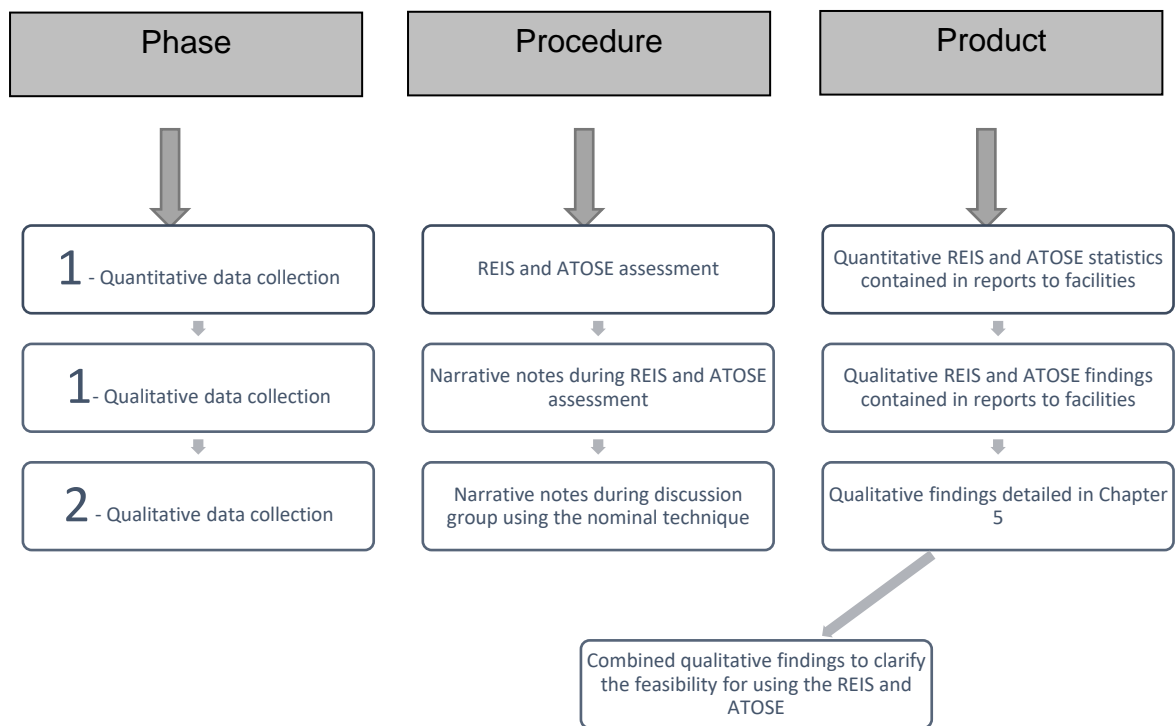 Phase
Procedure
Product
1 - Quantitative data collection
REIS and ATOSE assessment
Quantitative REIS and ATOSE statistics
contained in reports to facilities
1- Qualitative data collection
Narrative notes during REIS and ATOSE
assessment
Qualitative REIS and ATOSE findings
contained in reports to facilities
2 - Qualitative data collection
Narrative notes during discussion
group using the nominal technique
Qualitative findings detailed in Chapter
5
Combined qualitative findings to clarify
the feasibility for using the REIS and
ATOSE